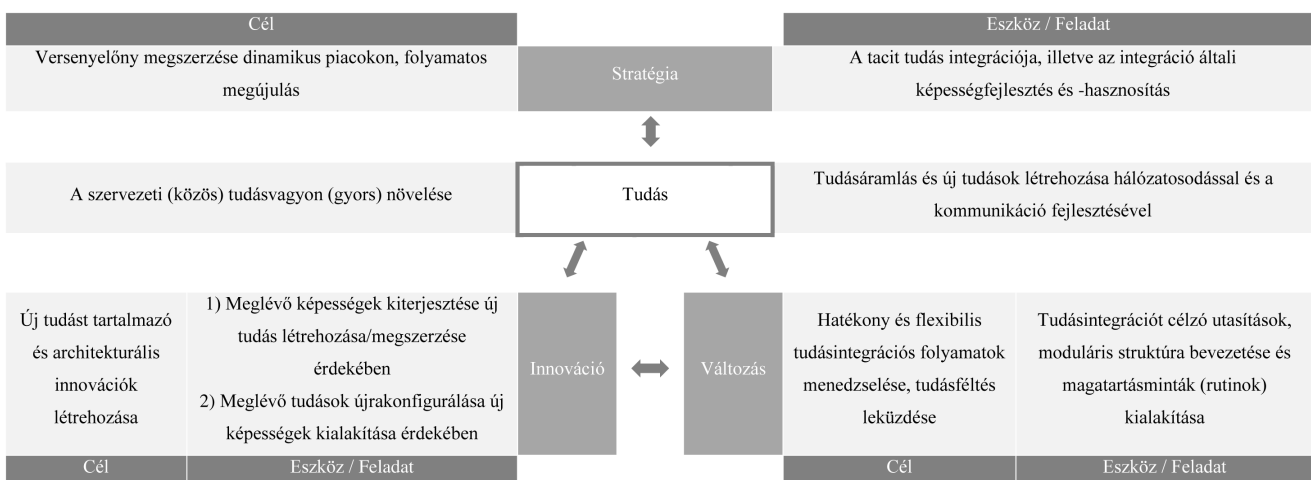 Cél
Eszköz / Feladat
Versenyelőny megszerzése dinamikus piacokon, folyamatos
megújulás
Stratégia
A tacit tudás integrációja, illetve az integráció általi
képességfejlesztés és -hasznosítás
A szervezeti (közös) tudásvagyon (gyors) növelése
Tudás
Tudásáramlás és új tudások létrehozása hálózatosodással és a
kommunikáció fejlesztésével
Új tudást tartalmazó
és architekturális
innovációk
létrehozása
1) Meglévő képességek kiterjesztése új
tudás létrehozása/megszerzése
érdekében
2) Meglévő tudások újrakonfigurálása új
képességek kialakítása érdekében
Innováció
Változás
Hatékony és flexibilis
tudásintegrációs folyamatok
menedzselése, tudásféltés
leküzdése
Tudásintegrációt célzó utasítások,
moduláris struktúra bevezetése és
magatartásminták (rutinok)
kialakítása
Cél
Eszköz / Feladat
Cél
Eszköz / Feladat